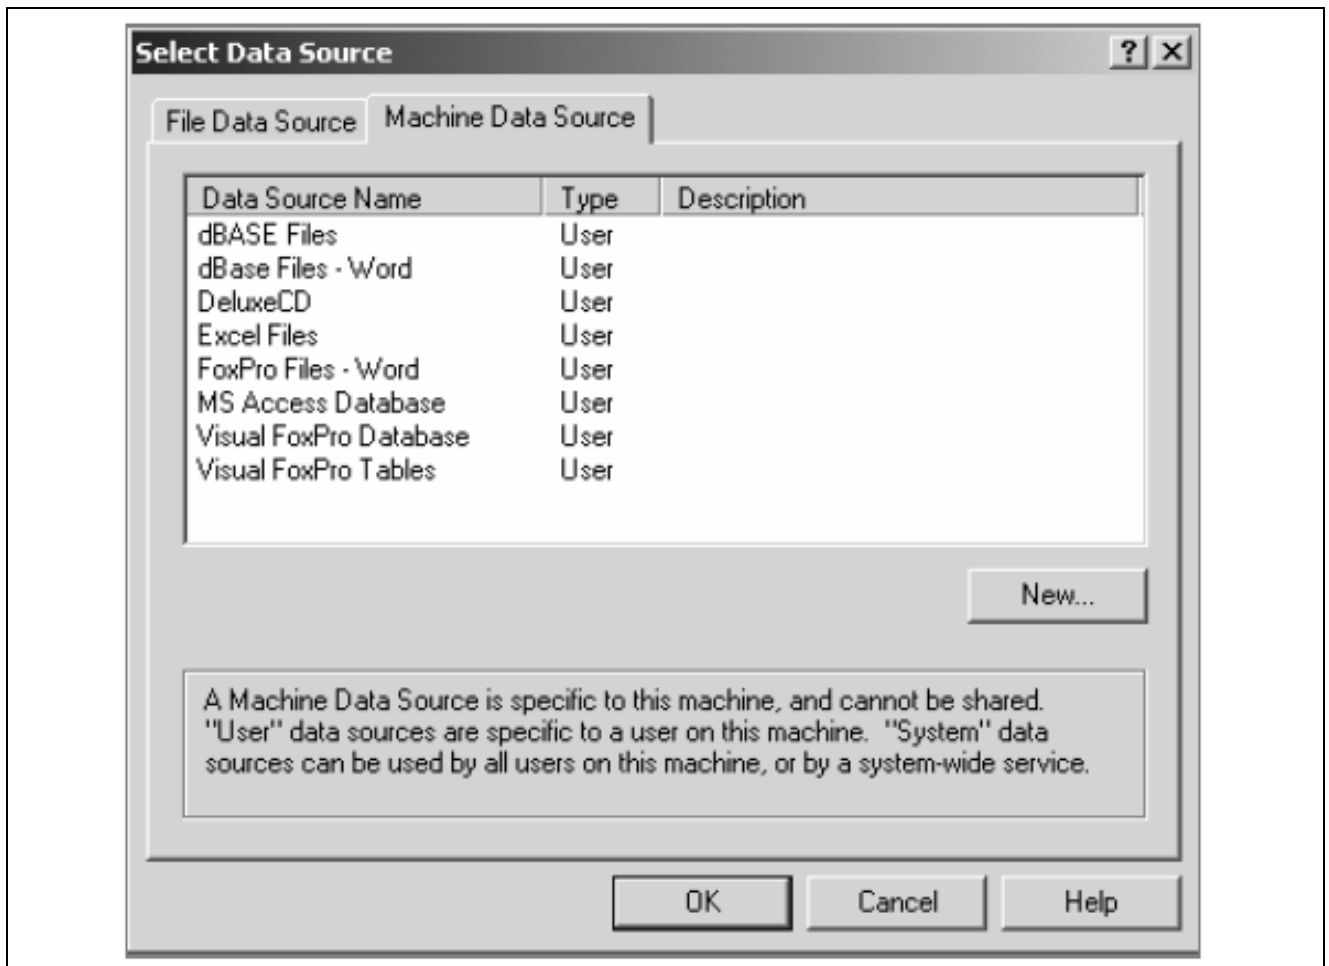 Select Data Source
File Data Source Machine Data Source
Data Source Name Type Description
dBASE Files User
dBase Files - Word User
DeluxeCD User
Excel Files User
FoxPro Files - Word User
MS Access Database User
Visual FoxPro Database User
Visual FoxPro Tables User
New...
A Machine Data Source is specific to this machine, and cannot be shared.
"User" data sources are specific to a user on this machine. "System" data
sources can be used by all users on this machine, or by a system-wide service.
OK Cancel Help